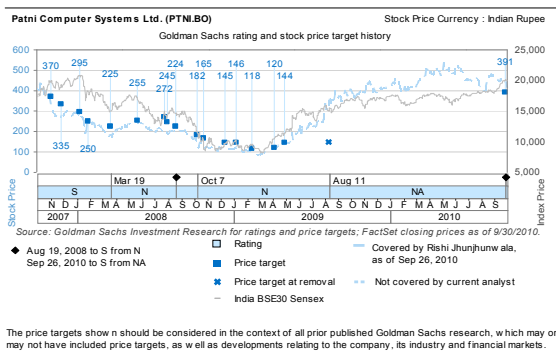 Patni Computer Systems Ltd. (PTNI.BO) Stock Price Currency : Indian Rupee
Goldman Sachs rating and stock price target history
600 25,000
500 20,000
400 15,000
300 10,000
200 5,000
100
0
370 295 225 255 272 245 224 182 165 145 146 118 120 144 391
335 250
Stock Price Index Price
Mar 19 Oct 7 Aug 11
S N N NA
N D J F M A M J J A S O N D J F M A M J J A S O N D J F M A M J J A S
2007 2008 2009 2010
Source: Goldman Sachs Investment Research for ratings and price targets; FactSet closing prices as of 9/30/2010.
Aug 19, 2008 to S from N
Sep 26, 2010 to S from NA
Rating
Price target
Price target at removal
India BSE30 Sensex
Covered by Rishi Jhunjhunwala,
as of Sep 26, 2010
Not covered by current analyst
The price targets shown should be considered in the context of all prior published Goldman Sachs research, which may or
may not have included price targets, as well as developments relating to the company, its industry and financial markets.